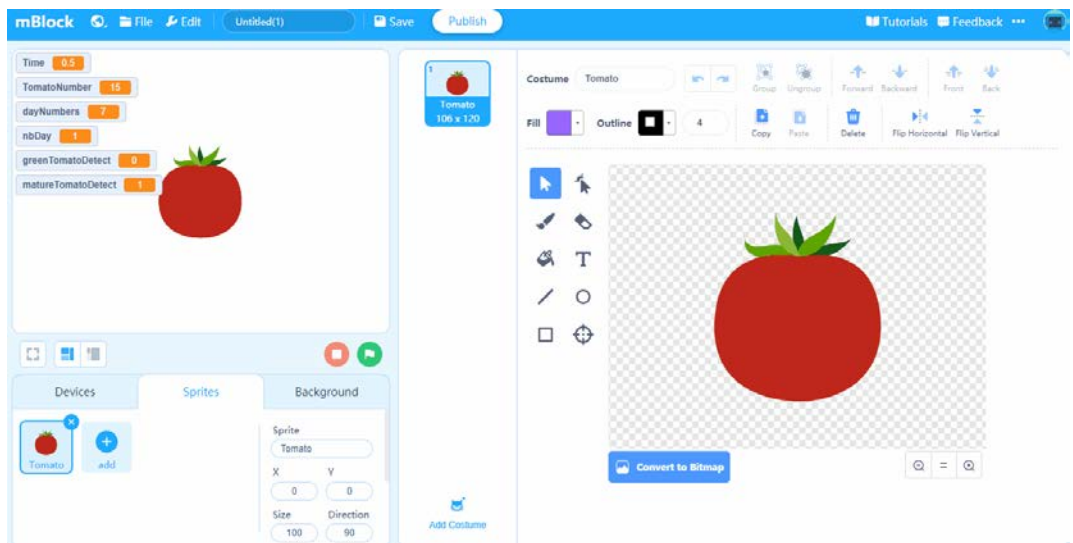 mBlock File Edit Untitled(1) Save Publish Tutorials Feedback
Time 0.5
TomatoNumber 15
dayNumbers 7
nbDay 1
greenTomatoDetect 0
matureTomatoDetect 1
Devices Sprites Background
Tomato
add
Sprite
Tomato
X Y
0 0
Size Direction
100 90
1
Tomato
106 x 120
Add Costume
Costume Tomato Group Ungroup Forward Backward Front Back
Fill Outline 4 Copy Paste Delete Flip Horizontal Flip Vertical
T
Convert to Bitmap